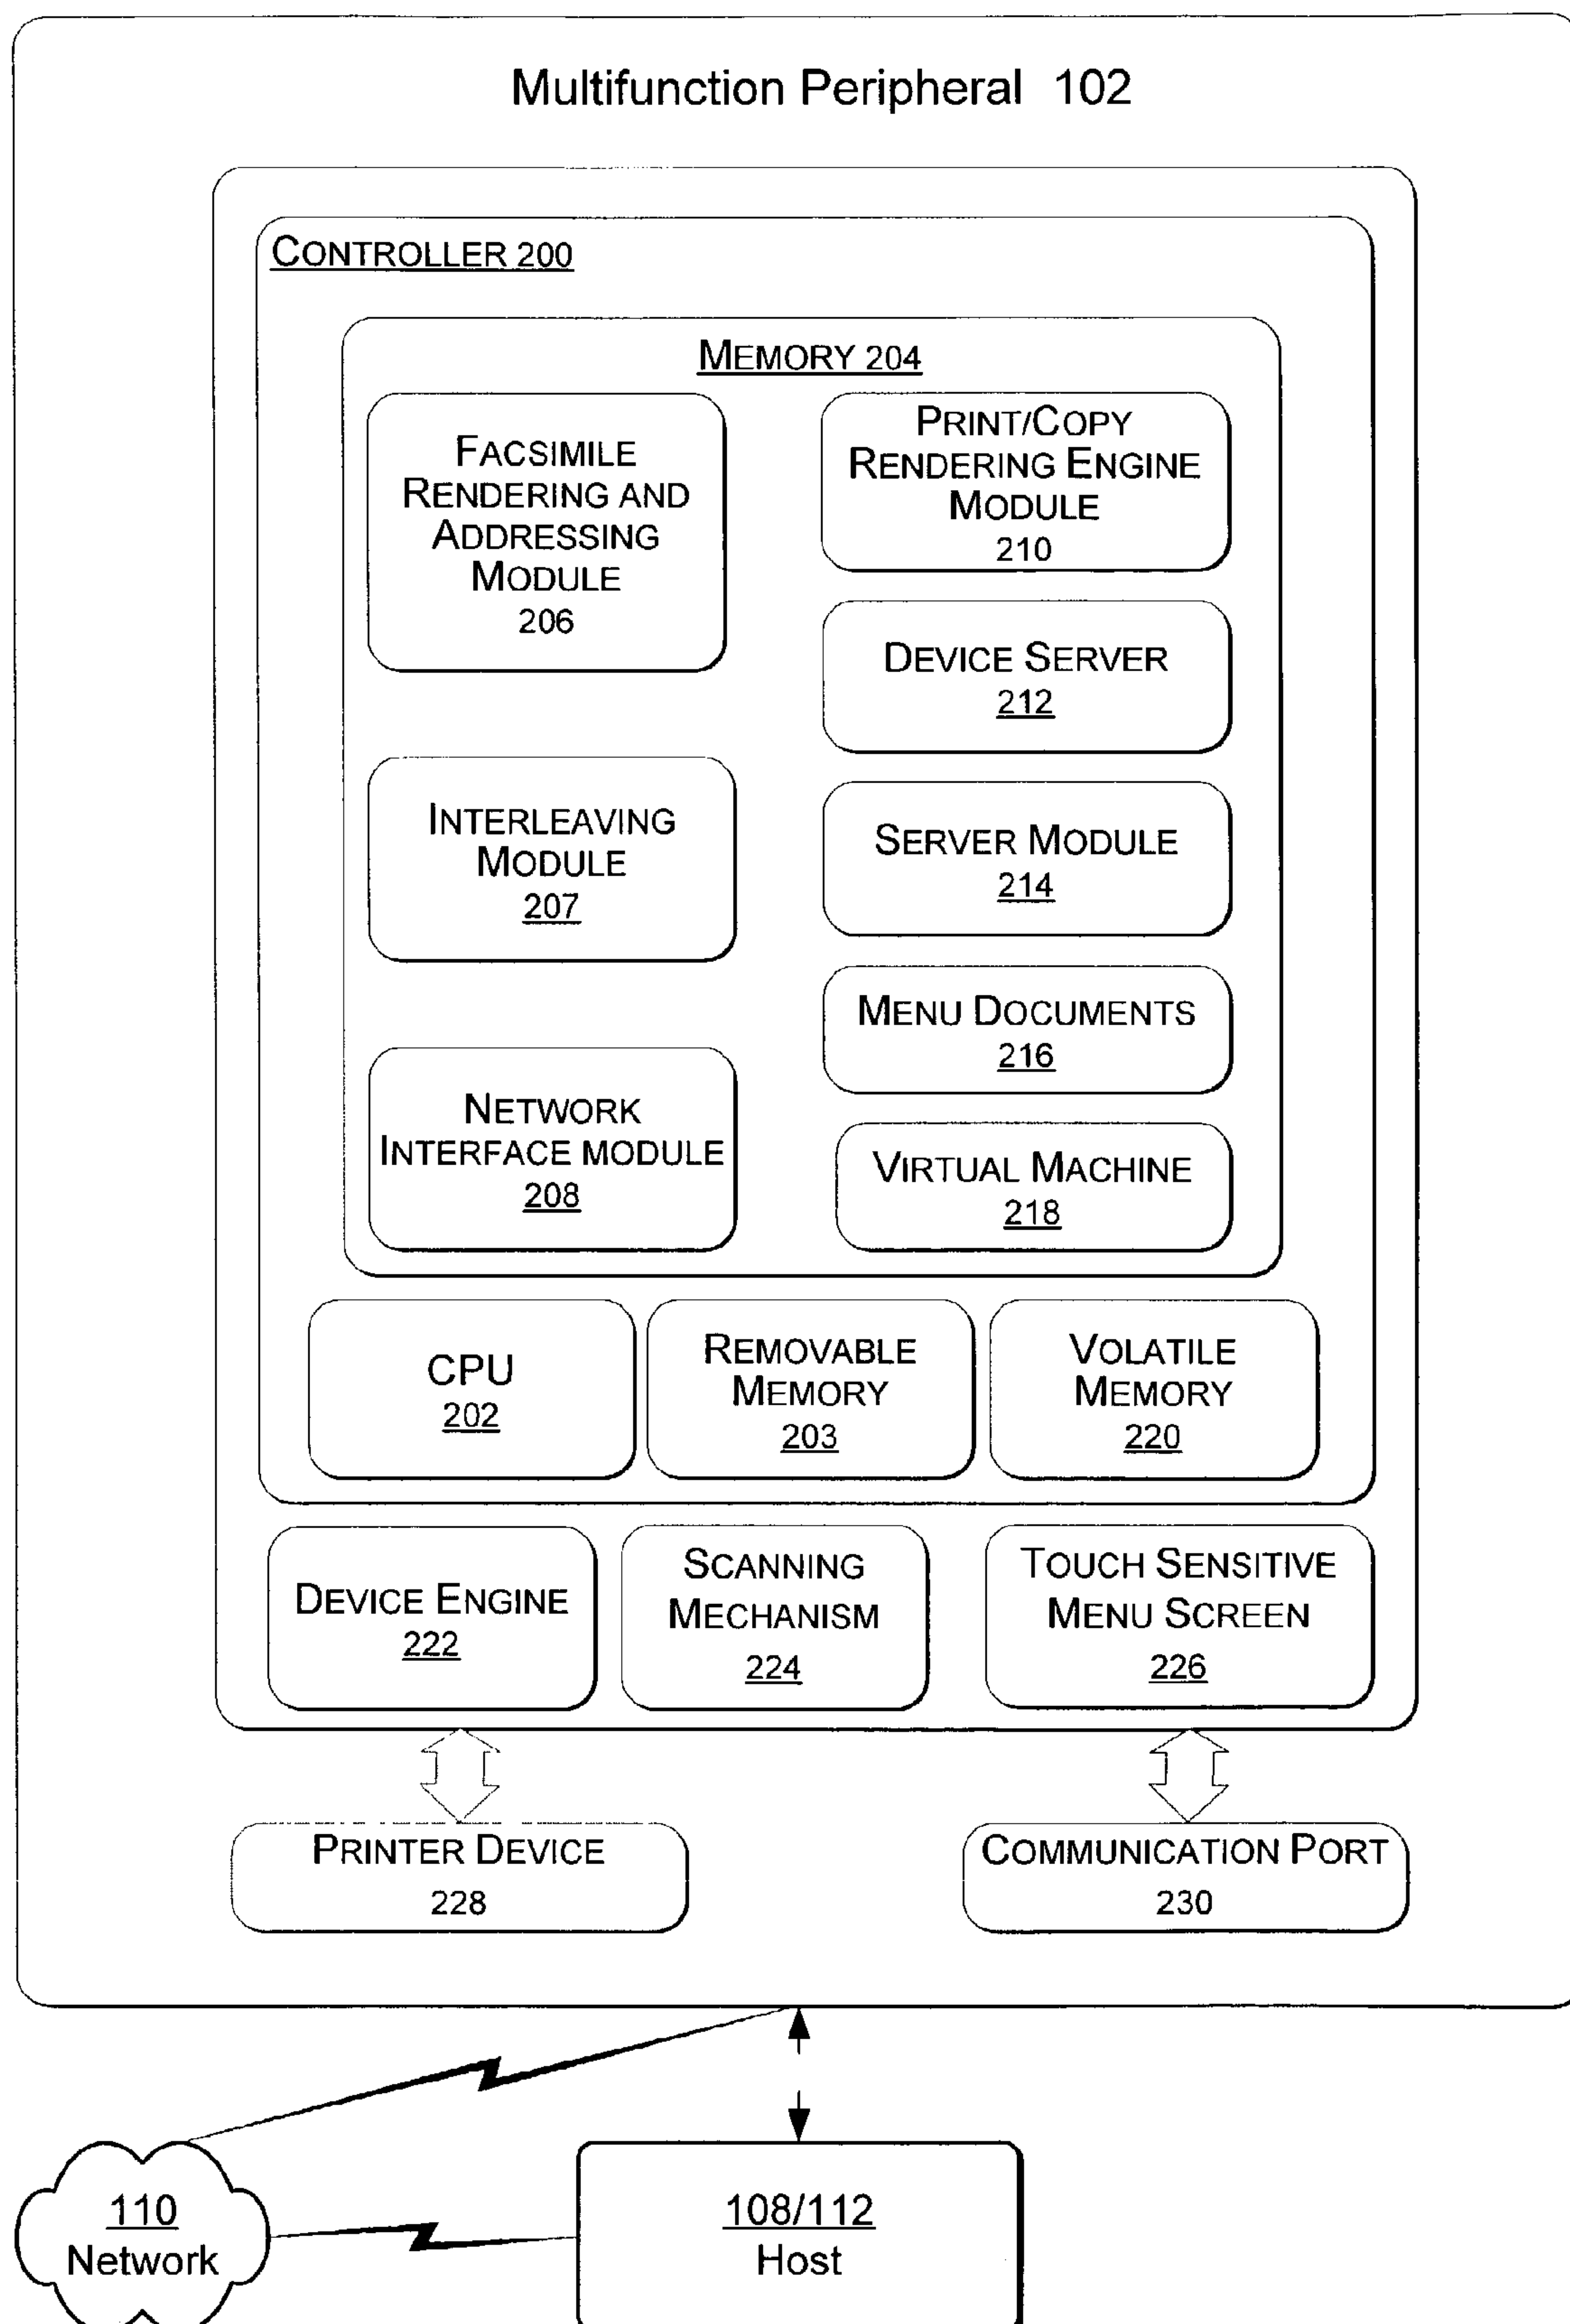 Multifunction Peripheral 102
CONTROLLER 200
MEMORY 204
FACSIMILE
RENDERING AND
ADDRESSING
MODULE
206
PRINT/COPY
RENDERING ENGINE
MODULE
210
DEVICE SERVER
212
INTERLEAVING
MODULE
207
SERVER MODULE
214
MENU DOCUMENTS
216
NETWORK
INTERFACE MODULE
208
VIRTUAL MACHINE
218
CPU
202
REMOVABLE
MEMORY
203
VOLATILE
MEMORY
220
DEVICE ENGINE
222
SCANNING
MECHANISM
224
TOUCH SENSITIVE
MENU SCREEN
226
PRINTER DEVICE
228
COMMUNICATION PORT
230
110
Network
108/112
Host